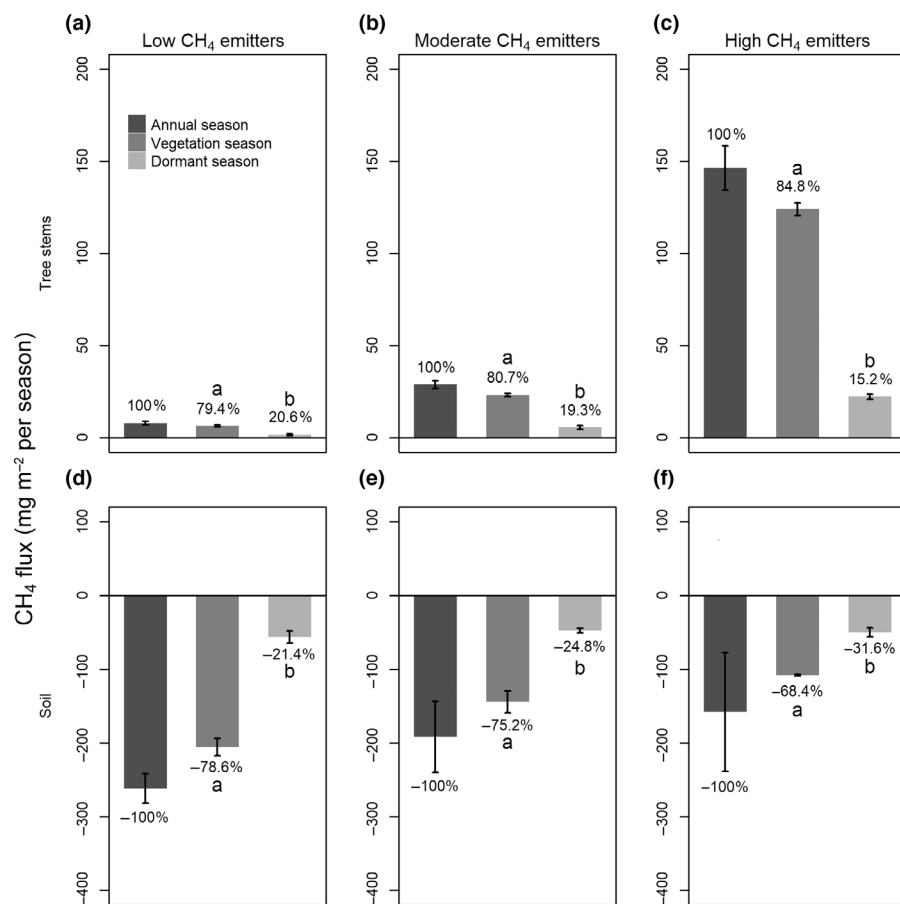 (a)
Low CH₄ emitters
(b)
Moderate CH₄ emitters
(c)
High CH₄ emitters
CH₄ flux (mg m⁻² per season)
Tree stems
200
150
100
50
0
Annual season
Vegetation season
Dormant season
100%
a
79.4%
b
20.6%
200
150
100
50
0
100%
a
80.7%
b
19.3%
200
150
100
50
0
100%
a
84.8%
b
15.2%
(d)
(e)
(f)
Soil
100
0
−100
−200
−300
−400
−100%
−78.6%
a
−21.4%
b
100
0
−100
−200
−300
−400
−100%
−75.2%
a
−24.8%
b
100
0
−100
−200
−300
−400
−100%
−68.4%
a
−31.6%
b